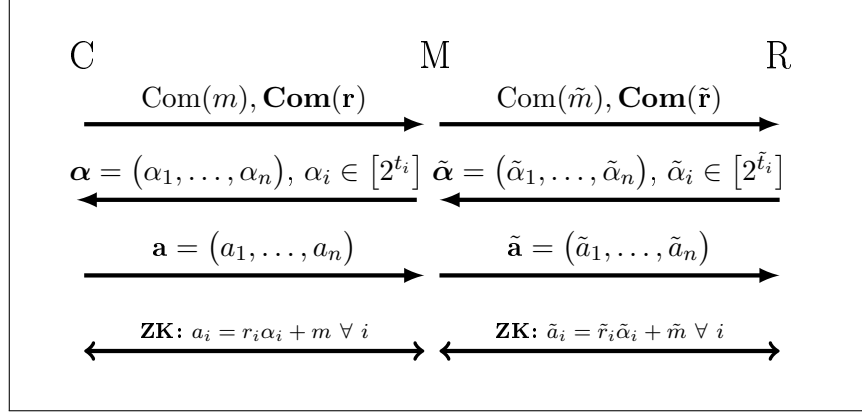 C M R
Com(m), Com(r) Com(m̃), Com(r̃)
α = (α₁, …, αₙ), αᵢ ∈ [2^{tᵢ}] α̃ = (α̃₁, …, α̃ₙ), α̃ᵢ ∈ [2^{t̃ᵢ}]
a = (a₁, …, aₙ) ã = (ã₁, …, ãₙ)
ZK: aᵢ = rᵢαᵢ + m ∀ i ZK: ãᵢ = r̃ᵢα̃ᵢ + m̃ ∀ i